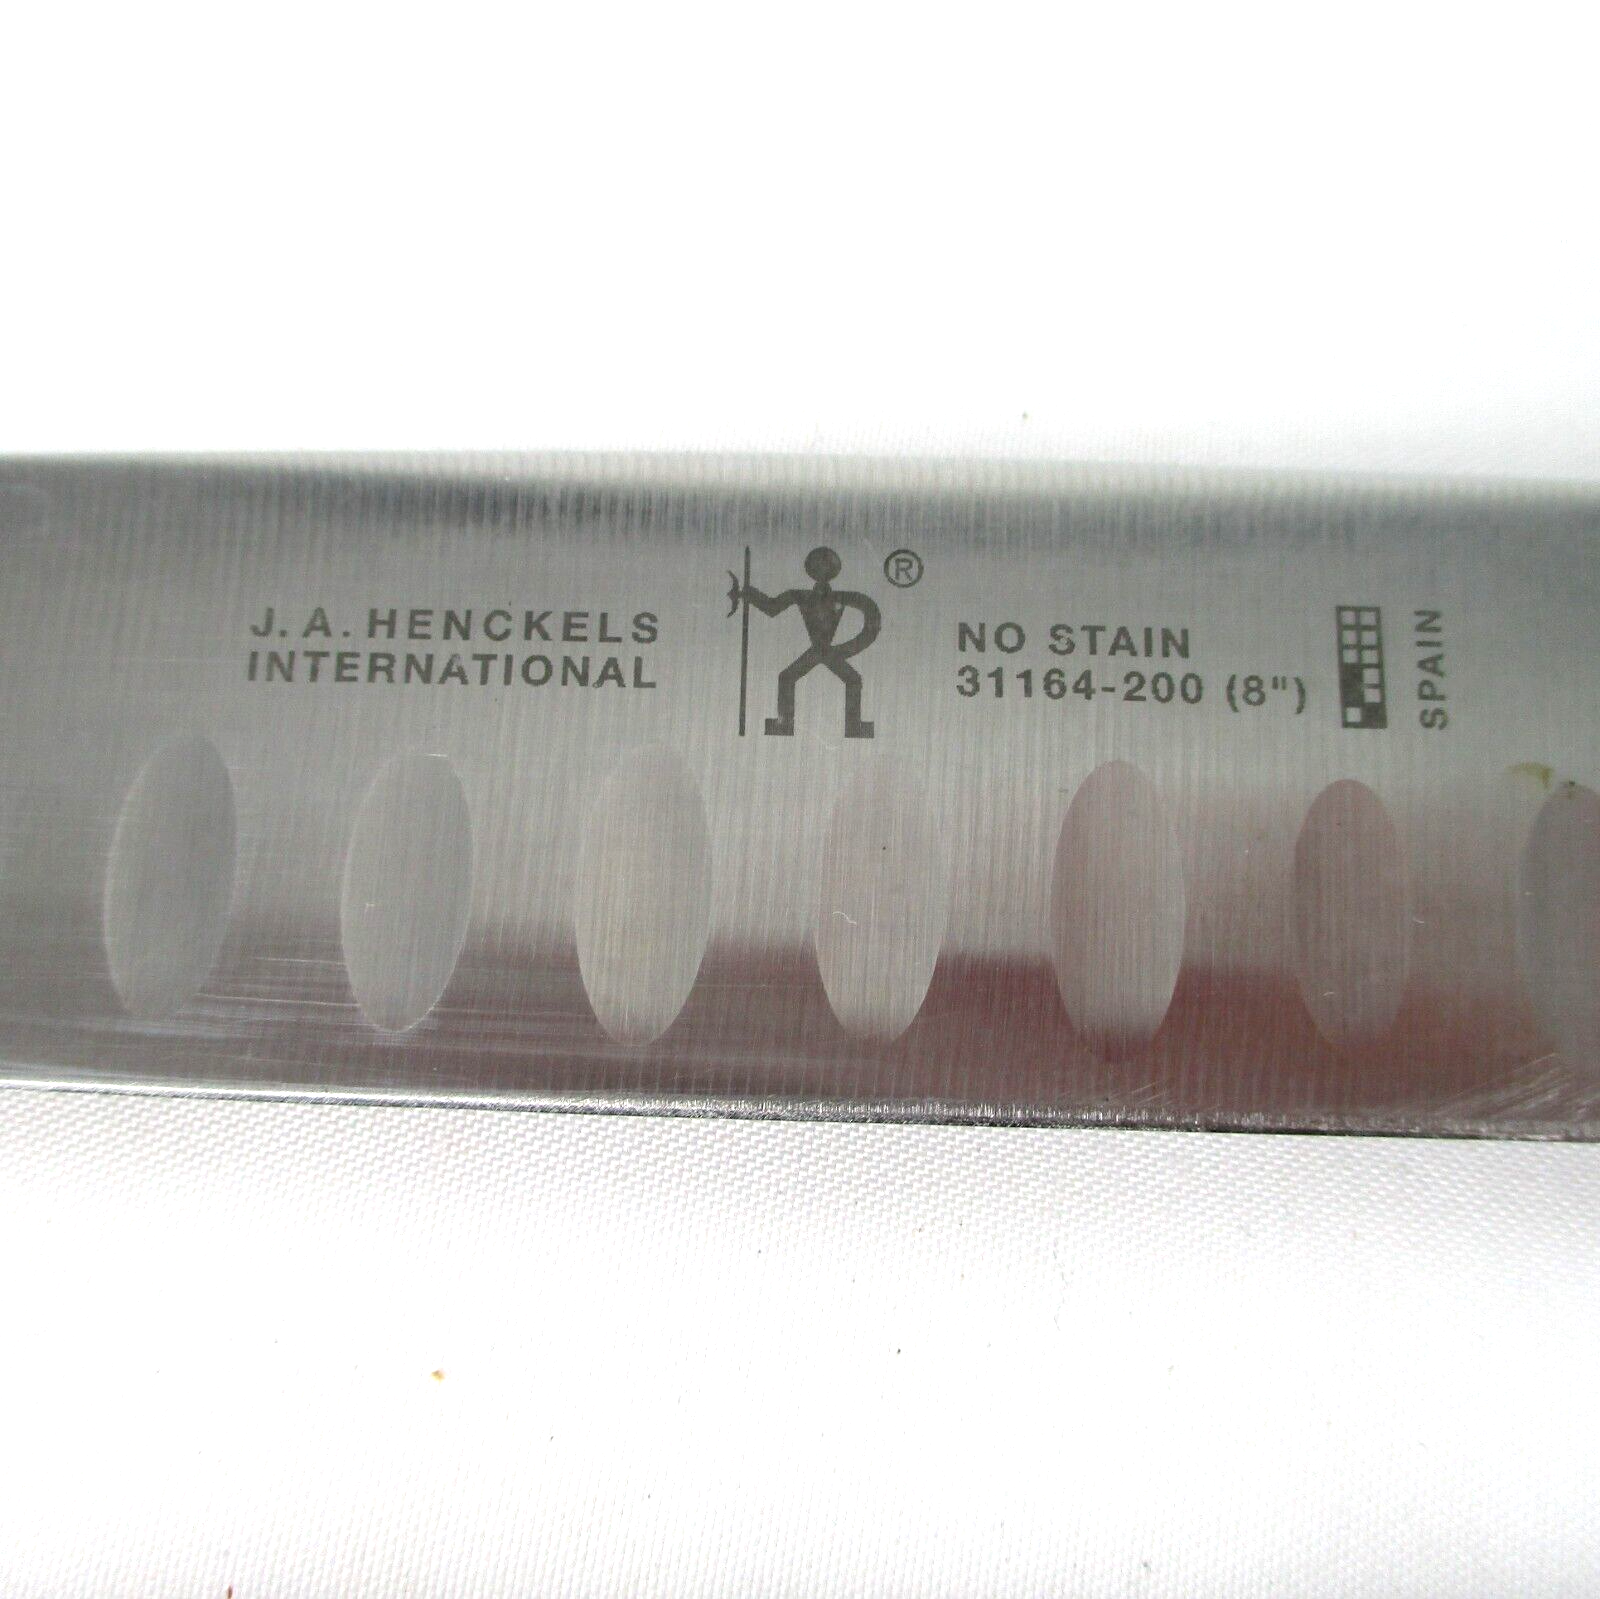 J. A. HENCKELS
INTERNATIONAL
®
NO STAIN
31164-200 (8")
SPAIN